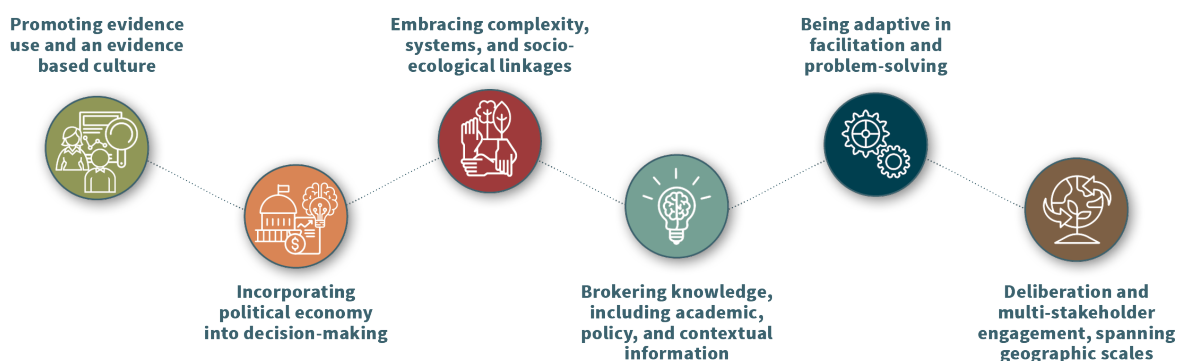 Promoting evidence
use and an evidence
based culture
Incorporating
political economy
into decision-making
Embracing complexity,
systems, and socio-
ecological linkages
Brokering knowledge,
including academic,
policy, and contextual
information
Being adaptive in
facilitation and
problem-solving
Deliberation and
multi-stakeholder
engagement, spanning
geographic scales
$